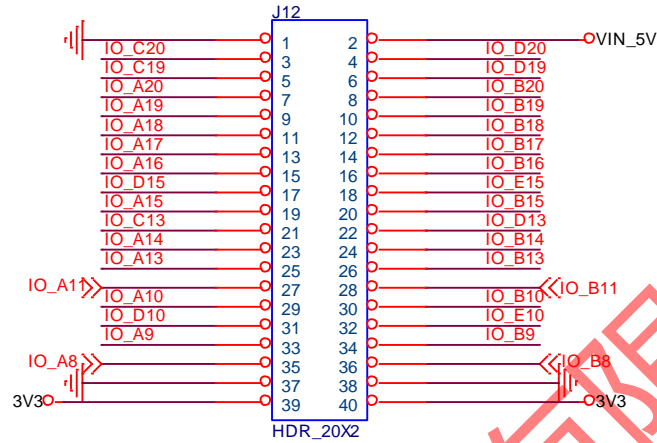 J12
1 2 VIN_5V
IO_C20 3 4 IO_D20
IO_C19 5 6 IO_D19
IO_A20 7 8 IO_B20
IO_A19 9 10 IO_B19
IO_A18 11 12 IO_B18
IO_A17 13 14 IO_B17
IO_A16 15 16 IO_B16
IO_D15 17 18 IO_E15
IO_A15 19 20 IO_B15
IO_C13 21 22 IO_D13
IO_A14 23 24 IO_B14
IO_A13 25 26 IO_B13
IO_A11 27 28 IO_B11
IO_A10 29 30 IO_B10
IO_D10 31 32 IO_E10
IO_A9 33 34 IO_B9
IO_A8 35 36 IO_B8
37 38
3V3 39 40 3V3
HDR_20X2
有限